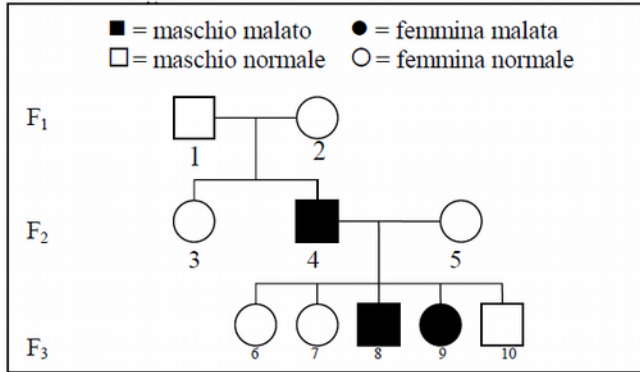 = maschio malato = femmina malata
= maschio normale = femmina normale
F1
1 2
F2
3 4 5
6 7 8 9 10
F3